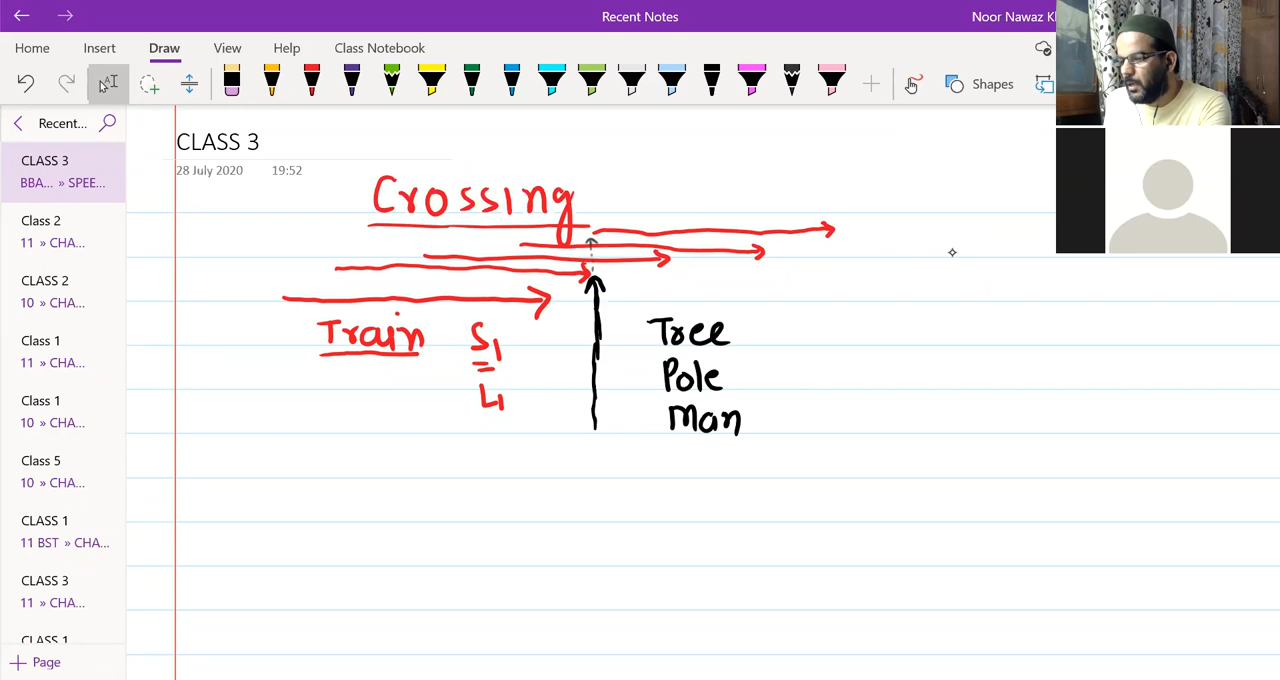 Recent Notes
Noor Nawaz Kh
Home Insert Draw View Help Class Notebook
Shapes
Recent...
CLASS 3
BBA... » SPEE...
Class 2
11 » CHA...
CLASS 2
10 » CHA...
Class 1
11 » CHA...
Class 1
10 » CHA...
Class 5
10 » CHA...
CLASS 1
11 BST » CHA...
CLASS 3
11 » CHA...
CLASS 1
Page
CLASS 3
28 July 2020 19:52
Crossing
Train S1
L1
Tree
Pole
Man